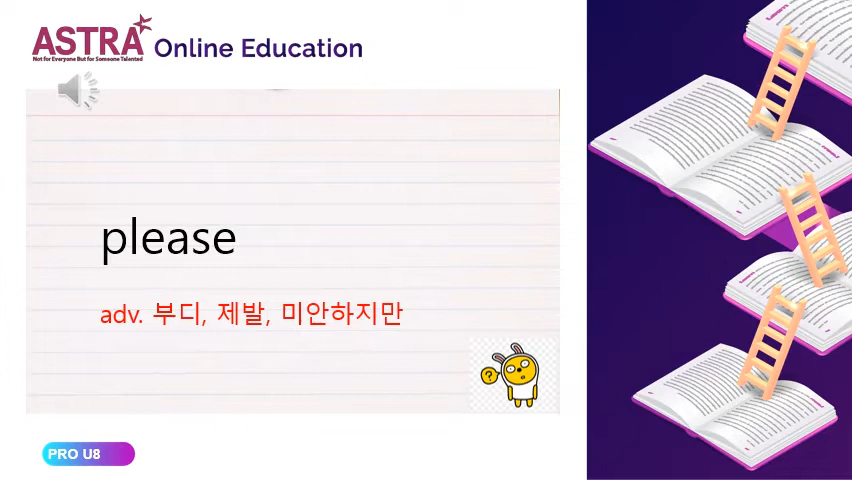 ASTRA Online Education
Not for Everyone But for Someone Talented
please
adv. 부디, 제발, 미안하지만
?
PRO U8